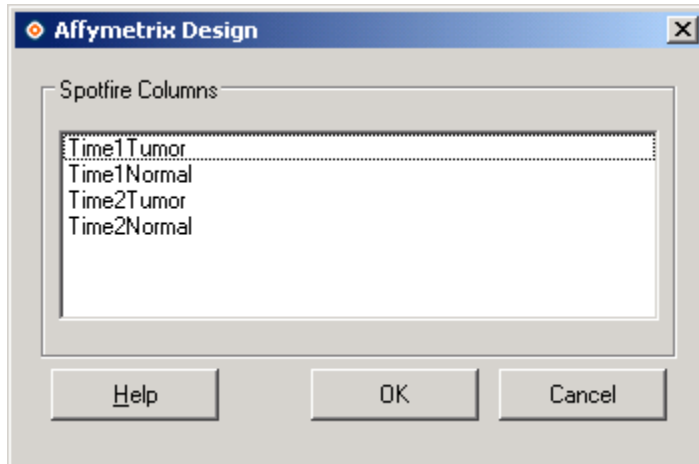 Affymetrix Design
Spotfire Columns
Time1Tumor
Time1Normal
Time2Tumor
Time2Normal
Help
OK
Cancel